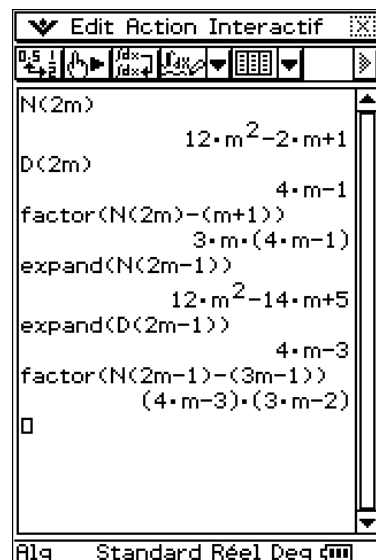 Edit Action Interactif
N(2m)
12·m²-2·m+1
D(2m)
4·m-1
factor(N(2m)-(m+1))
3·m·(4·m-1)
expand(N(2m-1))
12·m²-14·m+5
expand(D(2m-1))
4·m-3
factor(N(2m-1)-(3m-1))
(4·m-3)·(3·m-2)
Alg Standard Réel Deg